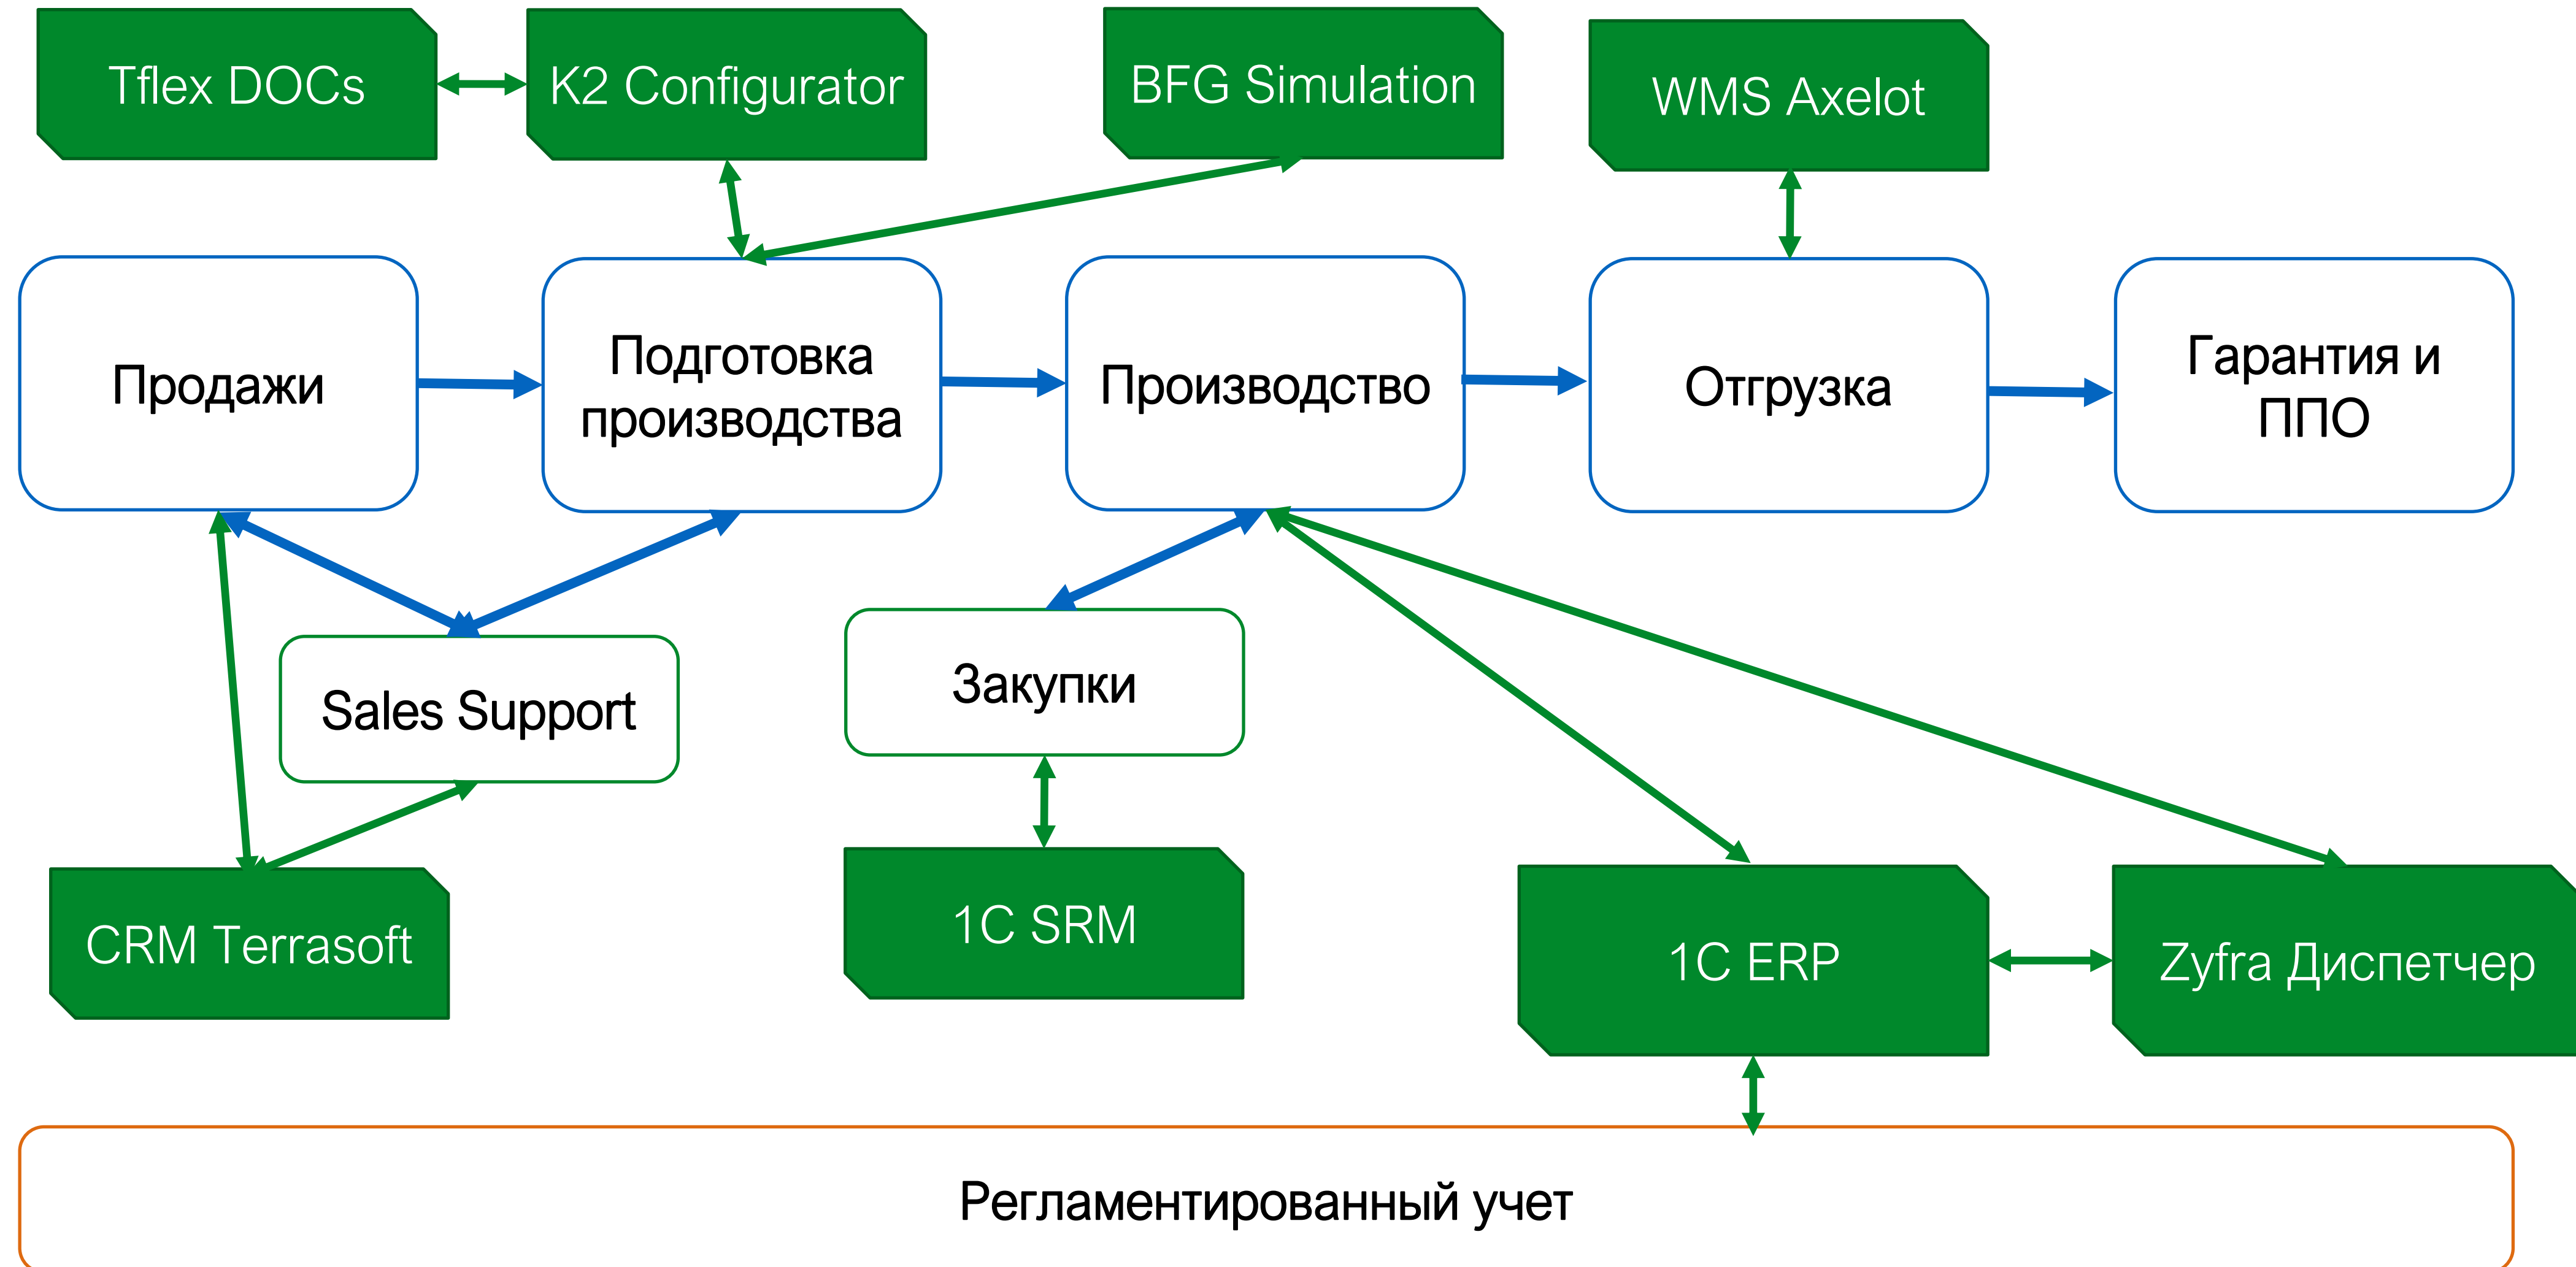 Tflex DOCs
K2 Configurator
BFG Simulation
WMS Axelot
Продажи
Подготовка
производства
Производство
Отгрузка
Гарантия и
ППО
Sales Support
Закупки
CRM Terrasoft
1C SRM
1C ERP
Zyfra Диспетчер
Регламентированный учет